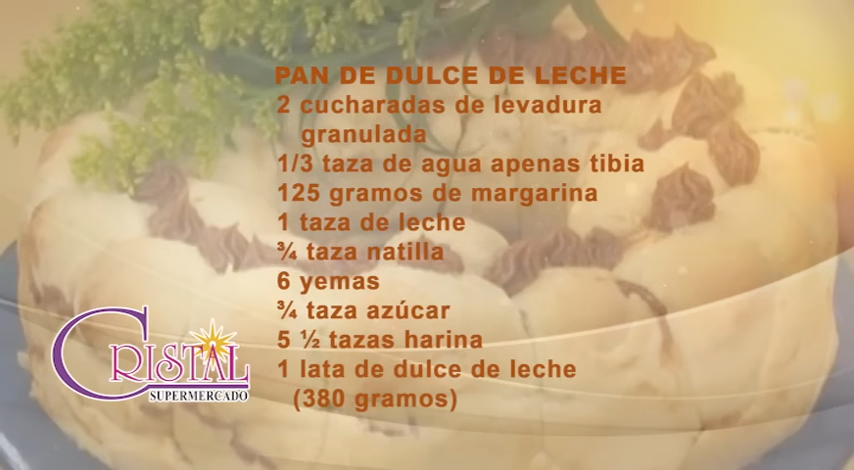 PAN DE DULCE DE LECHE
2 cucharadas de levadura
granulada
1/3 taza de agua apenas tibia
125 gramos de margarina
1 taza de leche
¾ taza natilla
6 yemas
¾ taza azúcar
5 ½ tazas harina
1 lata de dulce de leche
(380 gramos)
CRISTAL
SUPERMERCADO